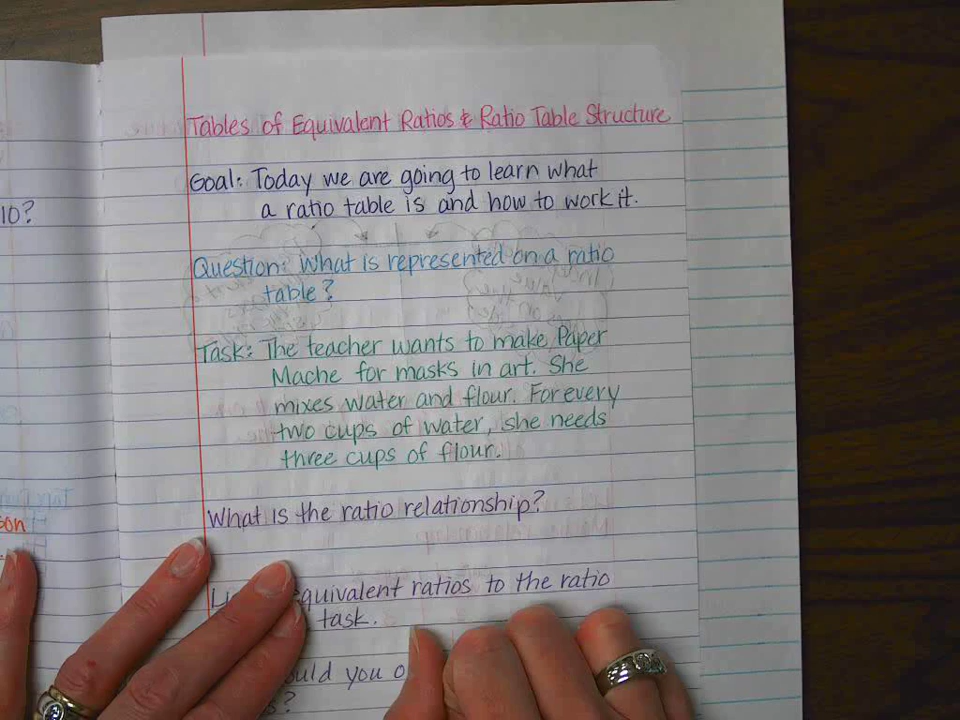 Tables of Equivalent Ratios & Ratio Table Structure
Goal: Today we are going to learn what
a ratio table is and how to work it.
10?
Question: What is represented on a ratio
table?
Task: The teacher wants to make Paper
Mache for masks in art. She
mixes water and flour. For every
two cups of water, she needs
three cups of flour.
What is the ratio relationship?
equivalent ratios to the ratio
task.
you